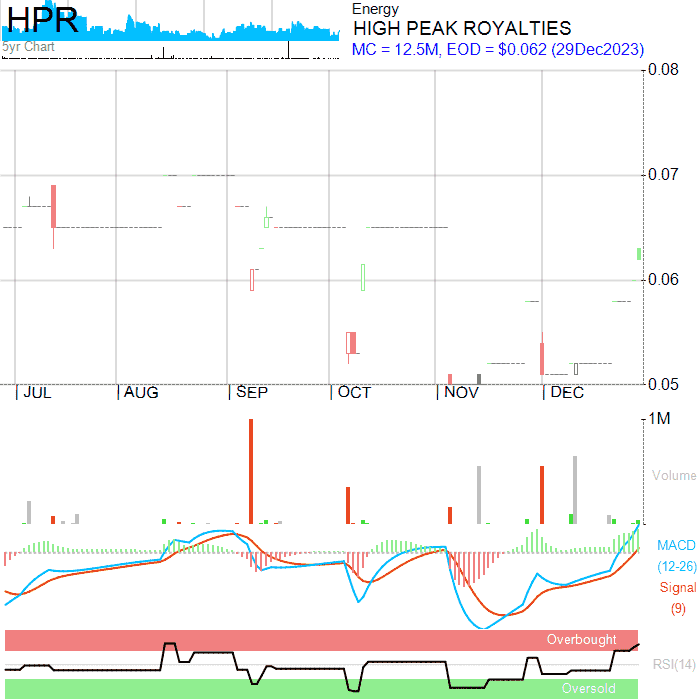 HPR
5yr Chart
Energy
HIGH PEAK ROYALTIES
MC = 12.5M, EOD = $0.062 (29Dec2023)
0.08
0.07
0.06
0.05
JUL AUG SEP OCT NOV DEC
1M
Volume
MACD
(12-26)
Signal
(9)
Overbought
RSI(14)
Oversold